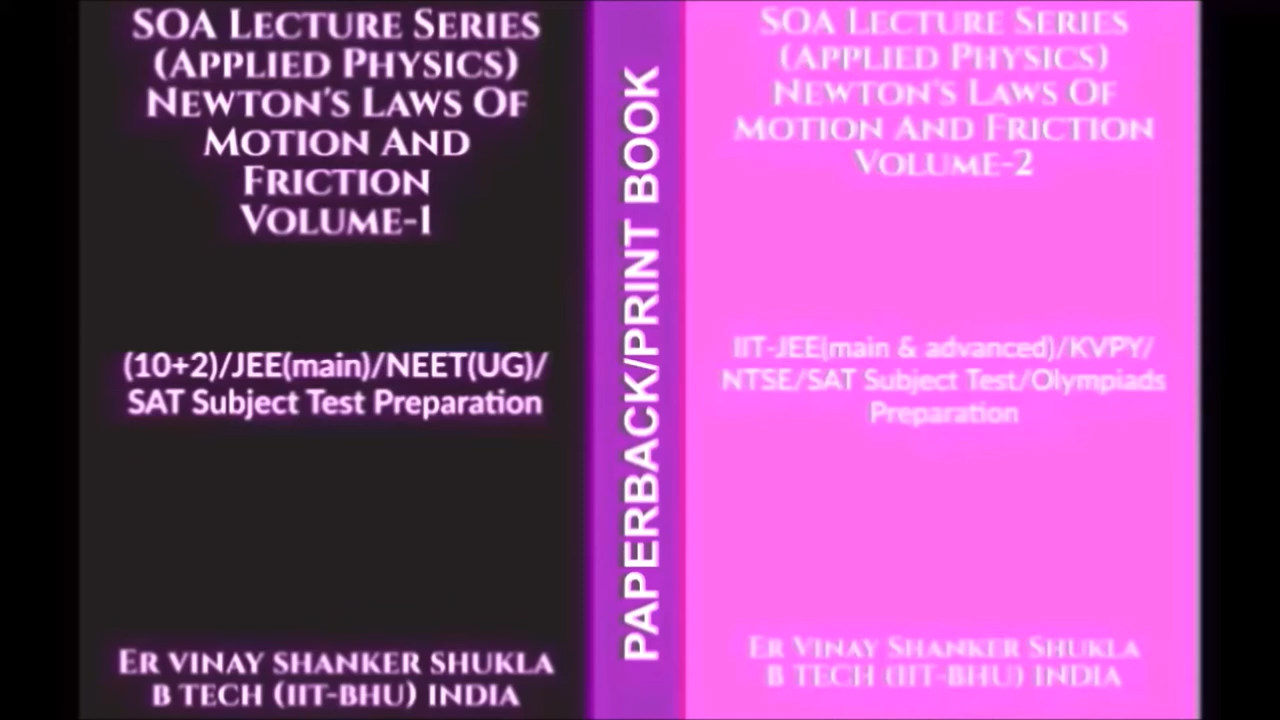 SOA LECTURE SERIES
(APPLIED PHYSICS)
NEWTON'S LAWS OF
MOTION AND
FRICTION
VOLUME-1
(10+2)/JEE(main)/NEET(UG)/
SAT Subject Test Preparation
ER VINAY SHANKER SHUKLA
B TECH (IIT-BHU) INDIA
PAPERBACK/PRINT BOOK
SOA LECTURE SERIES
(APPLIED PHYSICS)
NEWTON'S LAWS OF
MOTION AND FRICTION
VOLUME-2
IIT-JEE(main & advanced)/KVPY/
NTSE/SAT Subject Test/Olympiads
Preparation
ER VINAY SHANKER SHUKLA
B TECH (IIT-BHU) INDIA